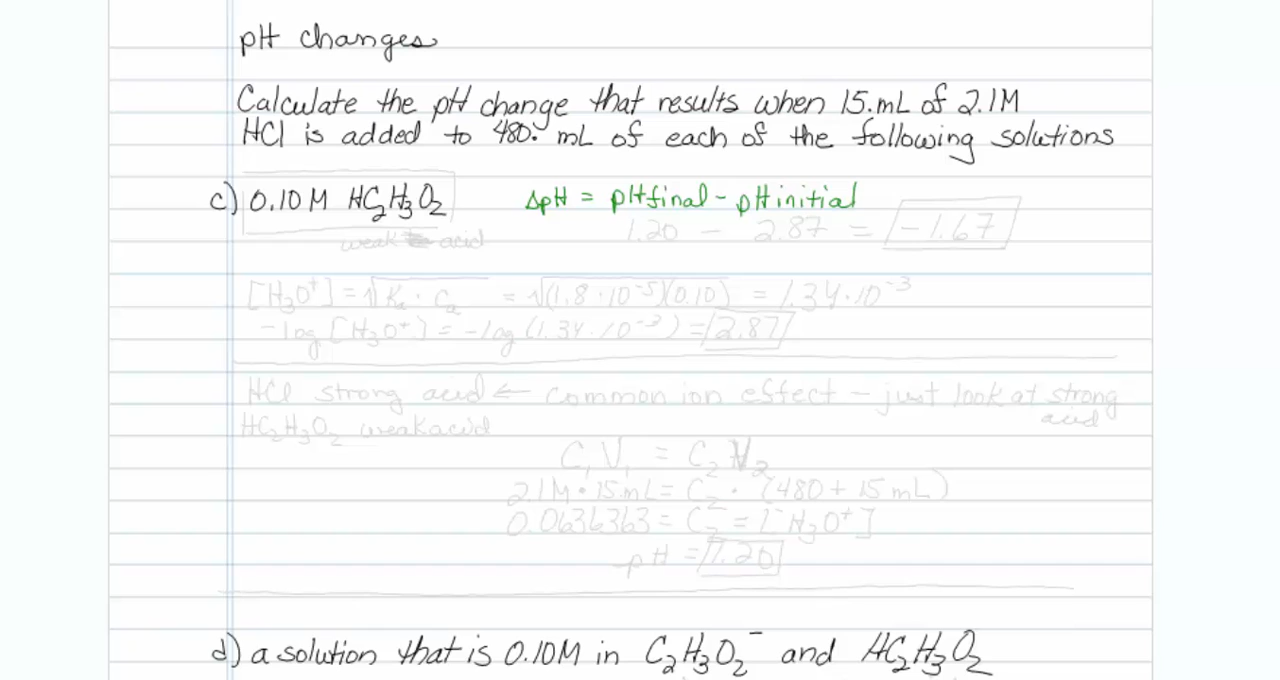 pH changes
Calculate the pH change that results when 15.mL of 2.1M
HCl is added to 480. mL of each of the following solutions
c) 0.10M HC₂H₃O₂ ΔpH = pHfinal - pHinitial
weak acid 1.20 - 2.87 = -1.67
[H₃O⁺] = √Kₐ · Cₐ = √(1.8·10⁻⁵)(0.10) = 1.34·10⁻³
-log [H₃O⁺] = -log (1.34·10⁻³) = 2.87
HCl strong acid ← common ion effect - just look at strong
HC₂H₃O₂ weak acid acid
C₁V₁ = C₂V₂
2.1M · 15mL = C₂ · (480 + 15 mL)
0.0636363 = C₂ = [H₃O⁺]
pH = 1.20
d) a solution that is 0.10M in C₂H₃O₂⁻ and HC₂H₃O₂